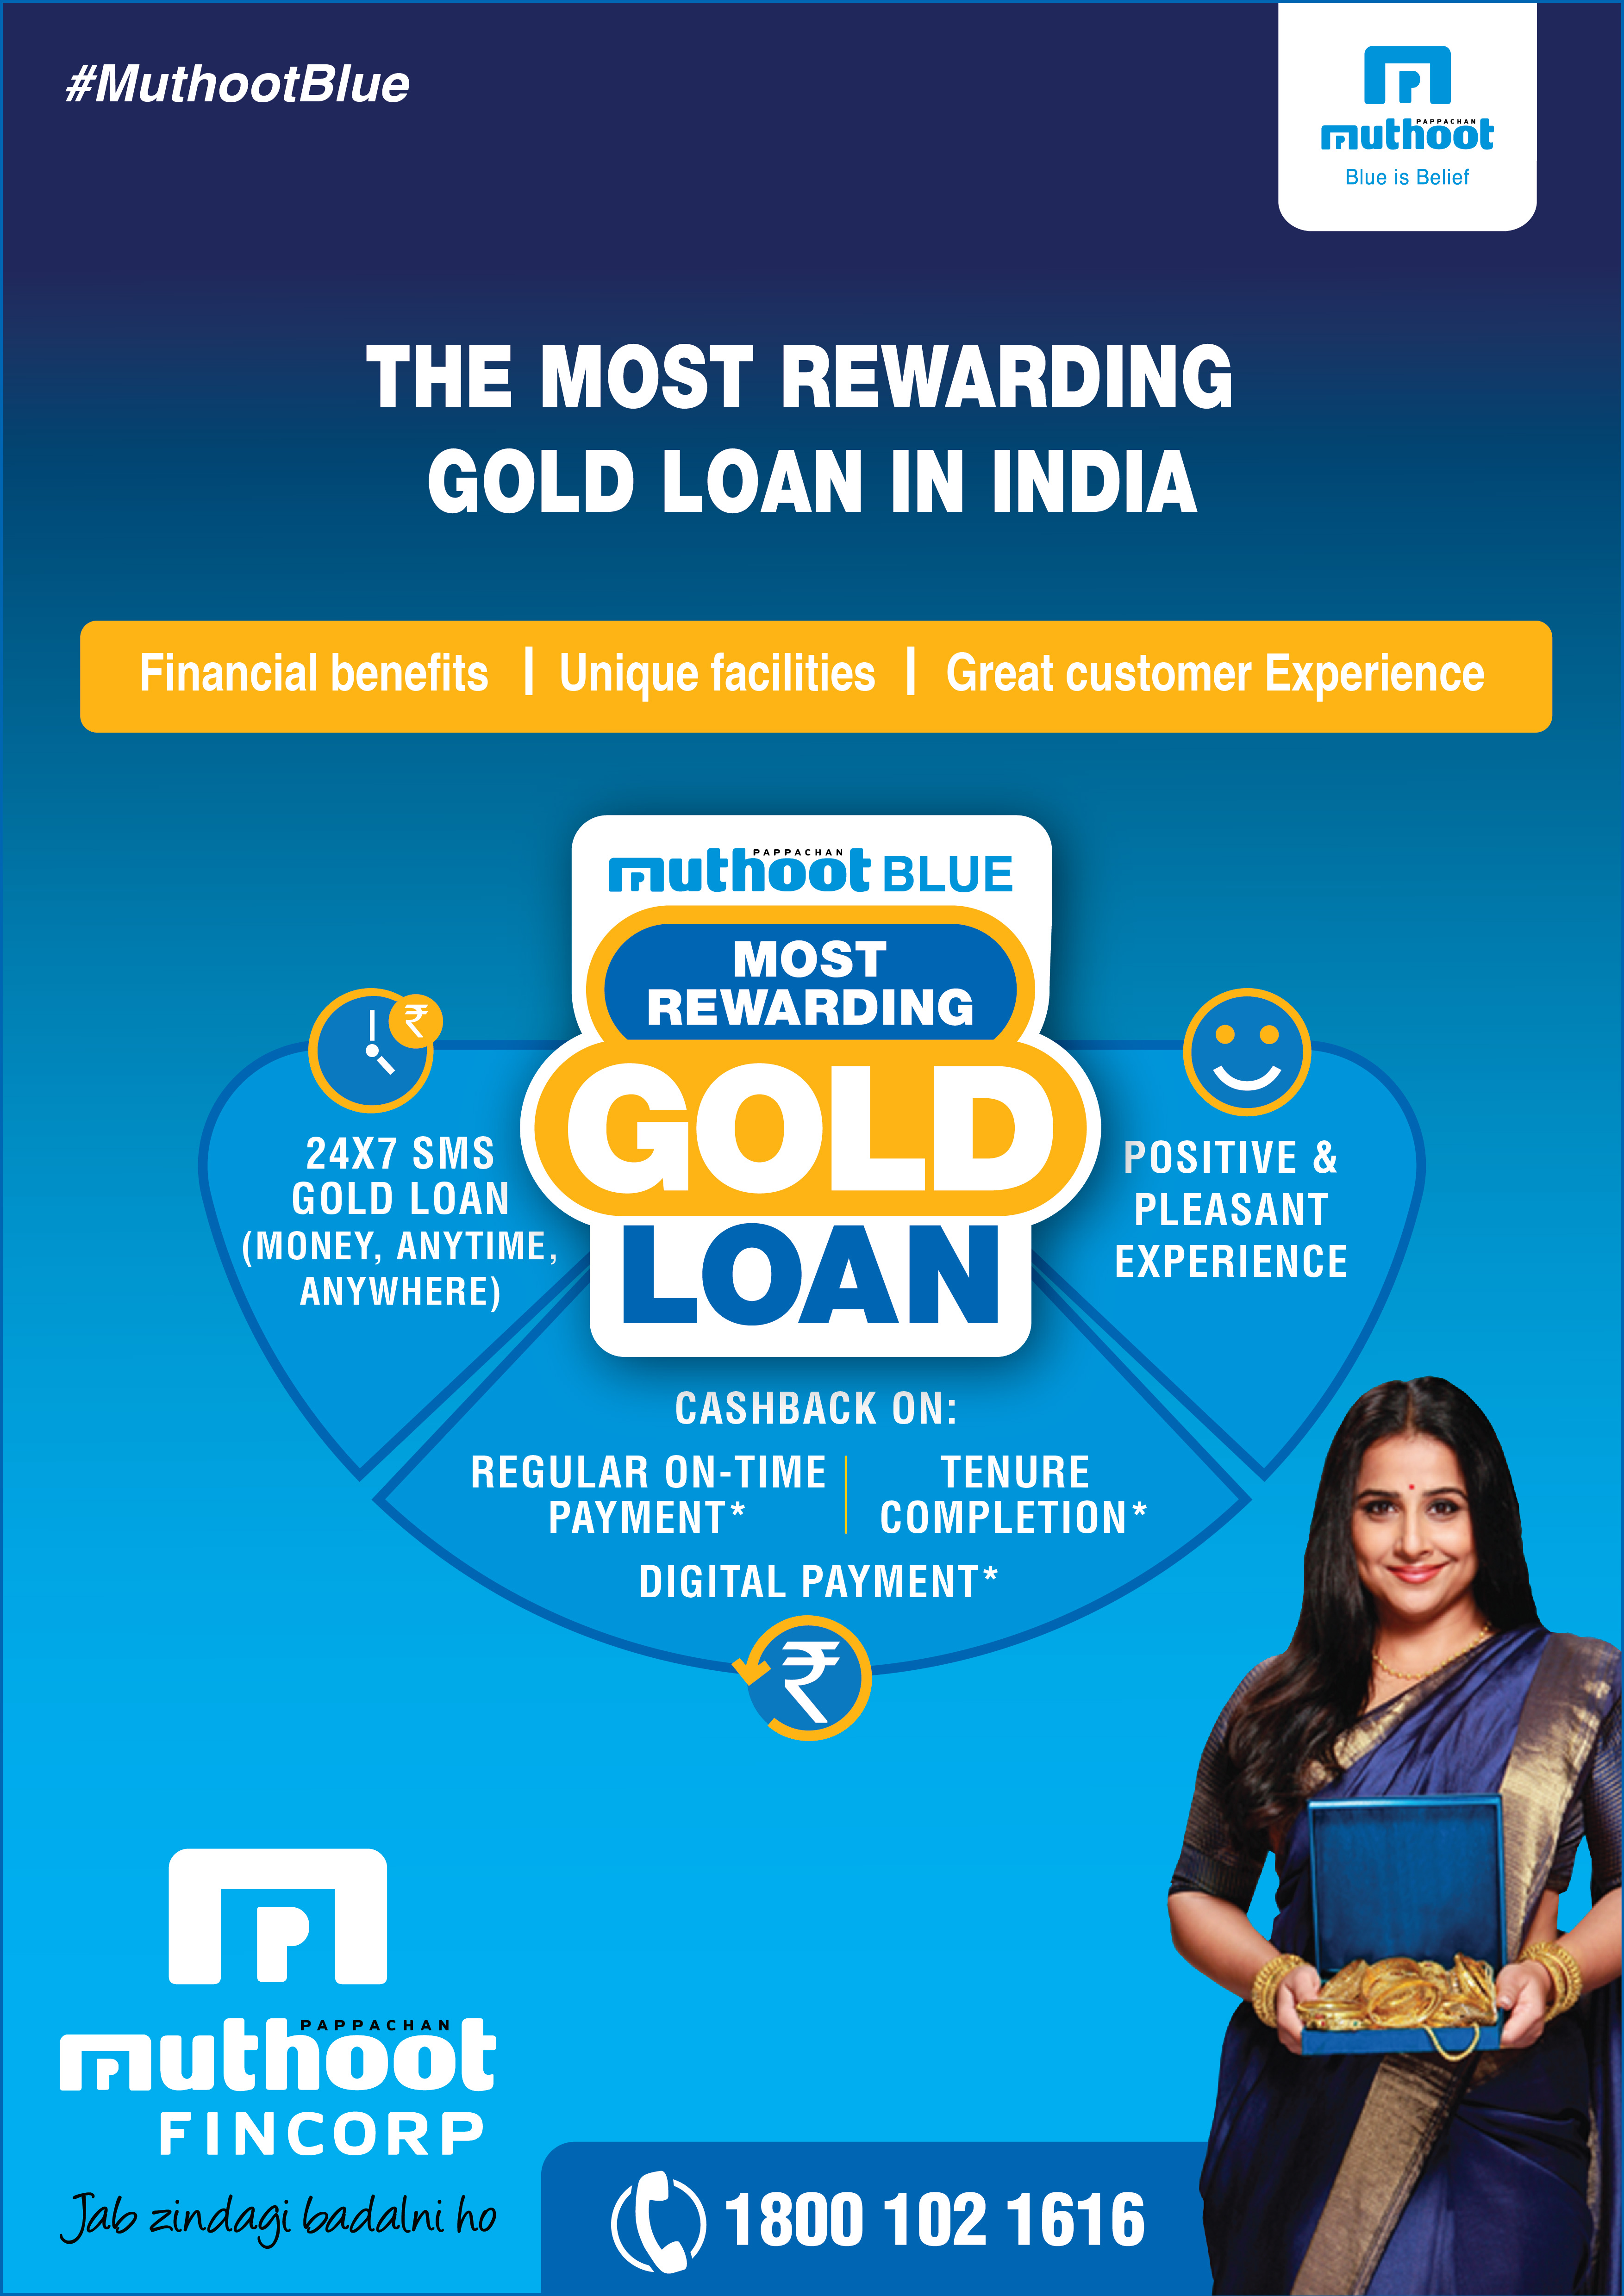 #MuthootBlue
PAPPACHAN
muthoot
Blue is Belief
THE MOST REWARDING
GOLD LOAN IN INDIA
Financial benefits | Unique facilities | Great customer Experience
PAPPACHAN
muthoot BLUE
MOST
REWARDING
GOLD
LOAN
₹
24X7 SMS
GOLD LOAN
(MONEY, ANYTIME,
ANYWHERE)
POSITIVE &
PLEASANT
EXPERIENCE
CASHBACK ON:
REGULAR ON-TIME
PAYMENT*
TENURE
COMPLETION*
DIGITAL PAYMENT*
₹
PAPPACHAN
muthoot
FINCORP
Jab zindagi badalni ho
1800 102 1616